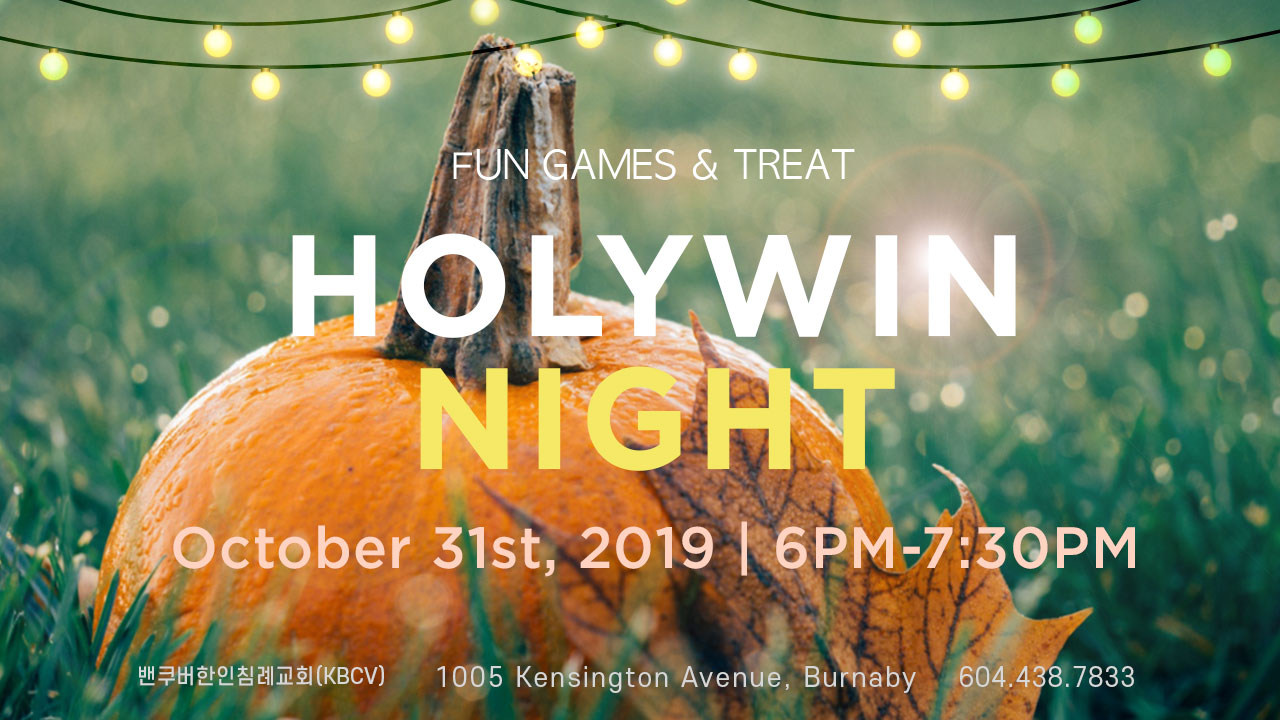 FUN GAMES & TREAT
HOLYWIN
NIGHT
October 31st, 2019 | 6PM-7:30PM
밴쿠버한인침례교회(KBCV) 1005 Kensington Avenue, Burnaby 604.438.7833